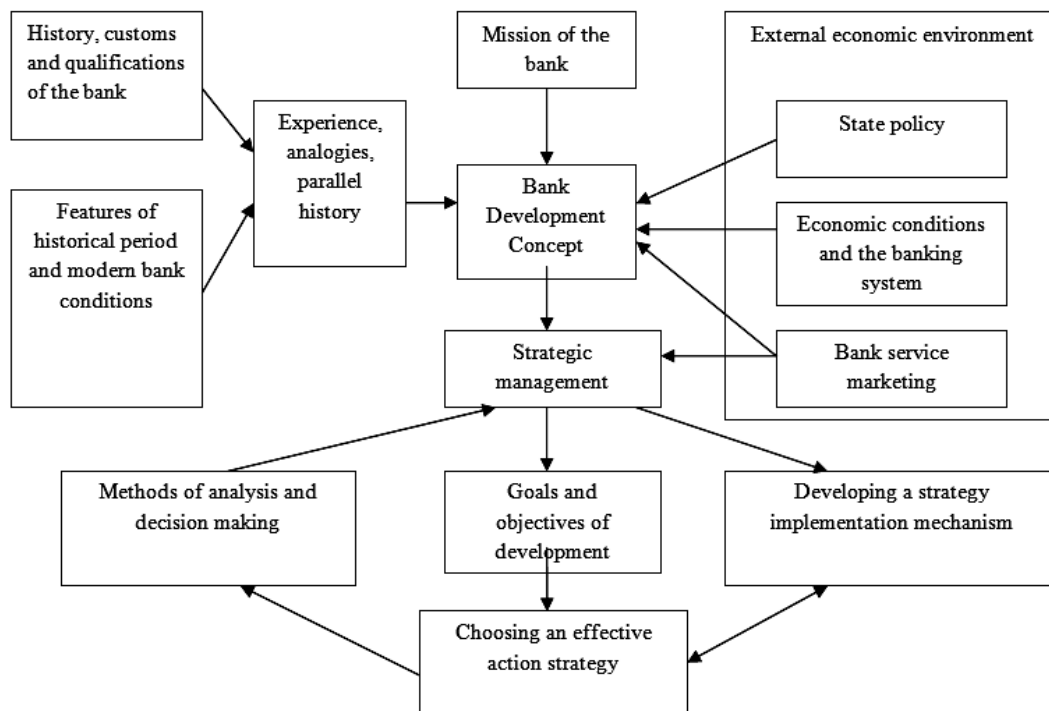 History, customs
and qualifications
of the bank
Mission of the
bank
External economic environment
Experience,
analogies,
parallel
history
State policy
Features of
historical period
and modern bank
conditions
Bank
Development
Concept
Economic conditions
and the banking
system
Strategic
management
Bank service
marketing
Methods of analysis and
decision making
Goals and
objectives of
development
Developing a strategy
implementation mechanism
Choosing an effective
action strategy